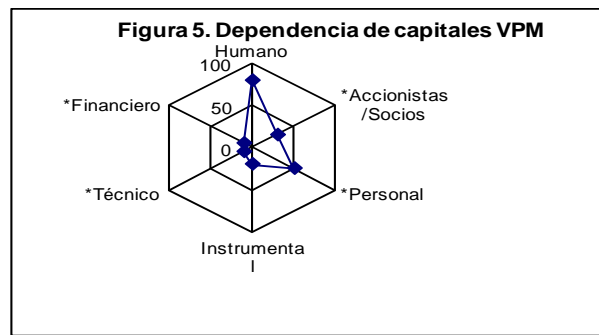 Figura 5. Dependencia de capitales VPM
Humano
100
*Financiero
*Accionistas
/Socios
50
0
*Técnico
*Personal
Instrumenta
l